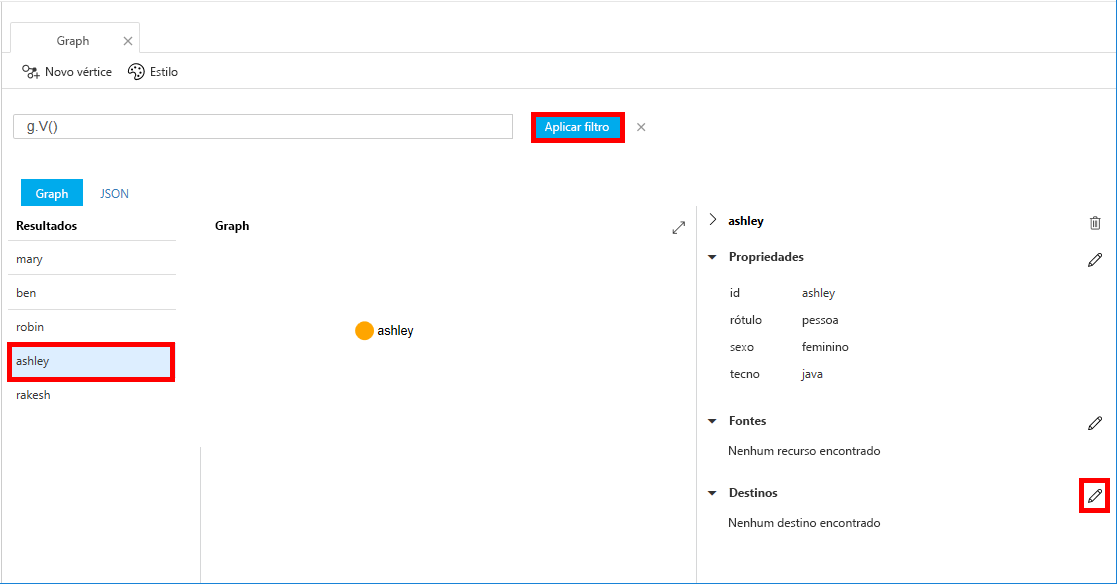 Graph
Novo vértice Estilo
g.V()
Aplicar filtro
Graph JSON
Resultados
mary
ben
robin
ashley
rakesh
Graph
ashley
ashley
Propriedades
id ashley
rótulo pessoa
sexo feminino
tecno java
Fontes
Nenhum recurso encontrado
Destinos
Nenhum destino encontrado